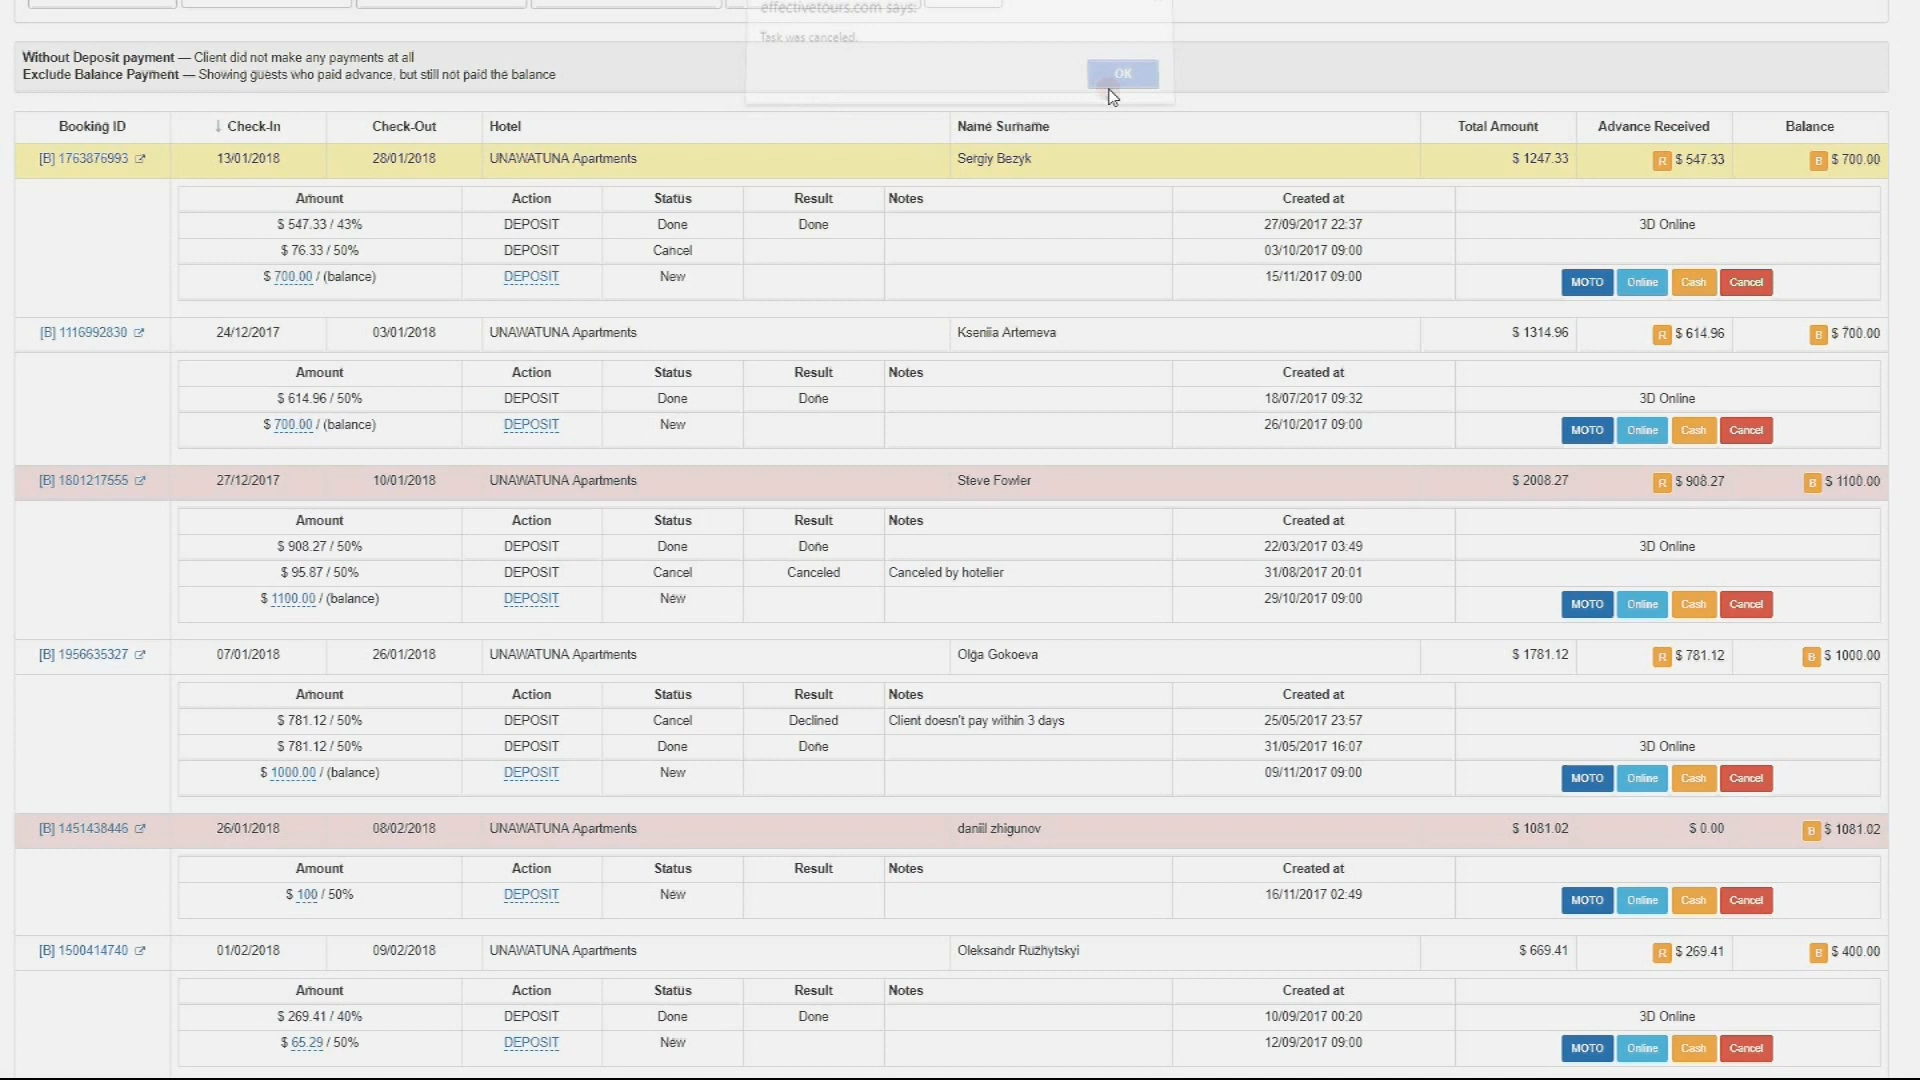 effectivetours.com says:
Task was canceled.
OK
Without Deposit payment — Client did not make any payments at all
Exclude Balance Payment — Showing guests who paid advance, but still not paid the balance
Booking ID ↓ Check-In Check-Out Hotel Name Surname Total Amount Advance Received Balance
[B] 1763876993 13/01/2018 28/01/2018 UNAWATUNA Apartments Sergiy Bezyk $ 1247.33 R $ 547.33 B $ 700.00
Amount Action Status Result Notes Created at
$ 547.33 / 43% DEPOSIT Done Done 27/09/2017 22:37 3D Online
$ 76.33 / 50% DEPOSIT Cancel 03/10/2017 09:00
$ 700.00 / (balance) DEPOSIT New 15/11/2017 09:00 MOTO Online Cash Cancel
[B] 1116992830 24/12/2017 03/01/2018 UNAWATUNA Apartments Kseniia Artemeva $ 1314.96 R $ 614.96 B $ 700.00
Amount Action Status Result Notes Created at
$ 614.96 / 50% DEPOSIT Done Done 18/07/2017 09:32 3D Online
$ 700.00 / (balance) DEPOSIT New 26/10/2017 09:00 MOTO Online Cash Cancel
[B] 1801217555 27/12/2017 10/01/2018 UNAWATUNA Apartments Steve Fowler $ 2008.27 R $ 908.27 B $ 1100.00
Amount Action Status Result Notes Created at
$ 908.27 / 50% DEPOSIT Done Done 22/03/2017 03:49 3D Online
$ 95.87 / 50% DEPOSIT Cancel Canceled Canceled by hotelier 31/08/2017 20:01
$ 1100.00 / (balance) DEPOSIT New 29/10/2017 09:00 MOTO Online Cash Cancel
[B] 1956635327 07/01/2018 26/01/2018 UNAWATUNA Apartments Olga Gokoeva $ 1781.12 R $ 781.12 B $ 1000.00
Amount Action Status Result Notes Created at
$ 781.12 / 50% DEPOSIT Cancel Declined Client doesn't pay within 3 days 25/05/2017 23:57
$ 781.12 / 50% DEPOSIT Done Done 31/05/2017 16:07 3D Online
$ 1000.00 / (balance) DEPOSIT New 09/11/2017 09:00 MOTO Online Cash Cancel
[B] 1451438446 26/01/2018 08/02/2018 UNAWATUNA Apartments daniil zhigunov $ 1081.02 $ 0.00 B $ 1081.02
Amount Action Status Result Notes Created at
$ 100 / 50% DEPOSIT New 16/11/2017 02:49 MOTO Online Cash Cancel
[B] 1500414740 01/02/2018 09/02/2018 UNAWATUNA Apartments Oleksandr Ruzhytskyi $ 669.41 R $ 269.41 B $ 400.00
Amount Action Status Result Notes Created at
$ 269.41 / 40% DEPOSIT Done Done 10/09/2017 00:20 3D Online
$ 65.29 / 50% DEPOSIT New 12/09/2017 09:00 MOTO Online Cash Cancel